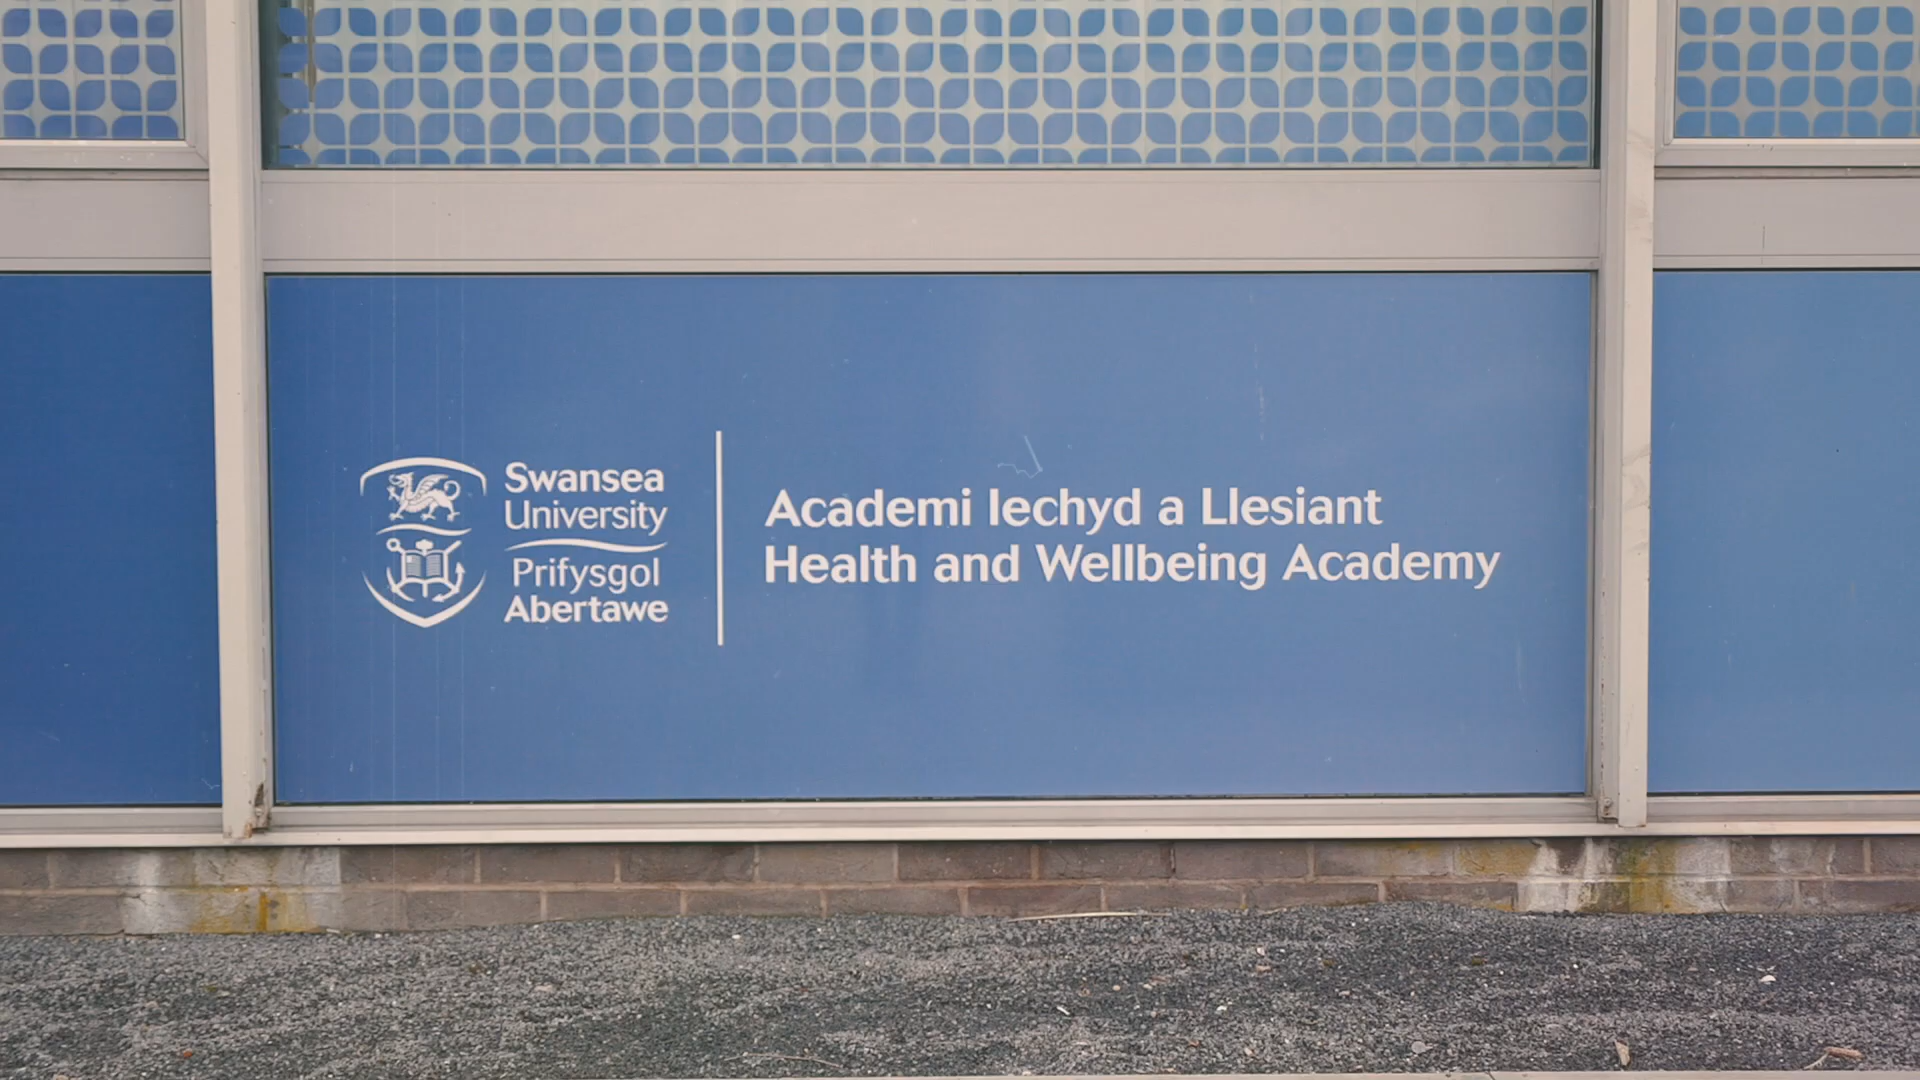 Swansea
University
Prifysgol
Abertawe
Academi Iechyd a Llesiant
Health and Wellbeing Academy